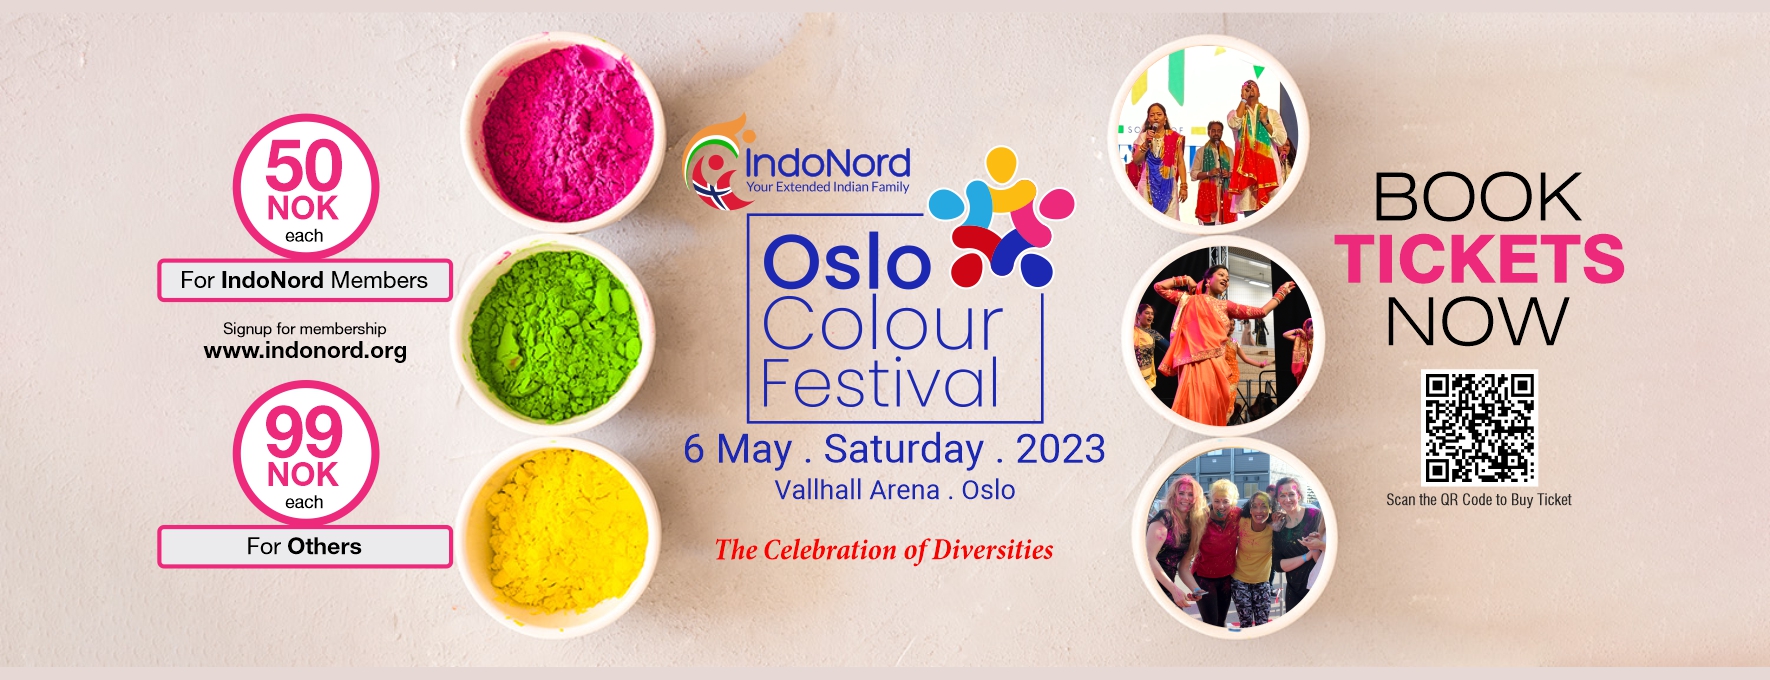 50
NOK
each
For IndoNord Members
Signup for membership
www.indonord.org
99
NOK
each
For Others
IndoNord
Your Extended Indian Family
Oslo
Colour
Festival
6 May . Saturday . 2023
Vallhall Arena . Oslo
The Celebration of Diversities
BOOK
TICKETS
NOW
Scan the QR Code to Buy Ticket